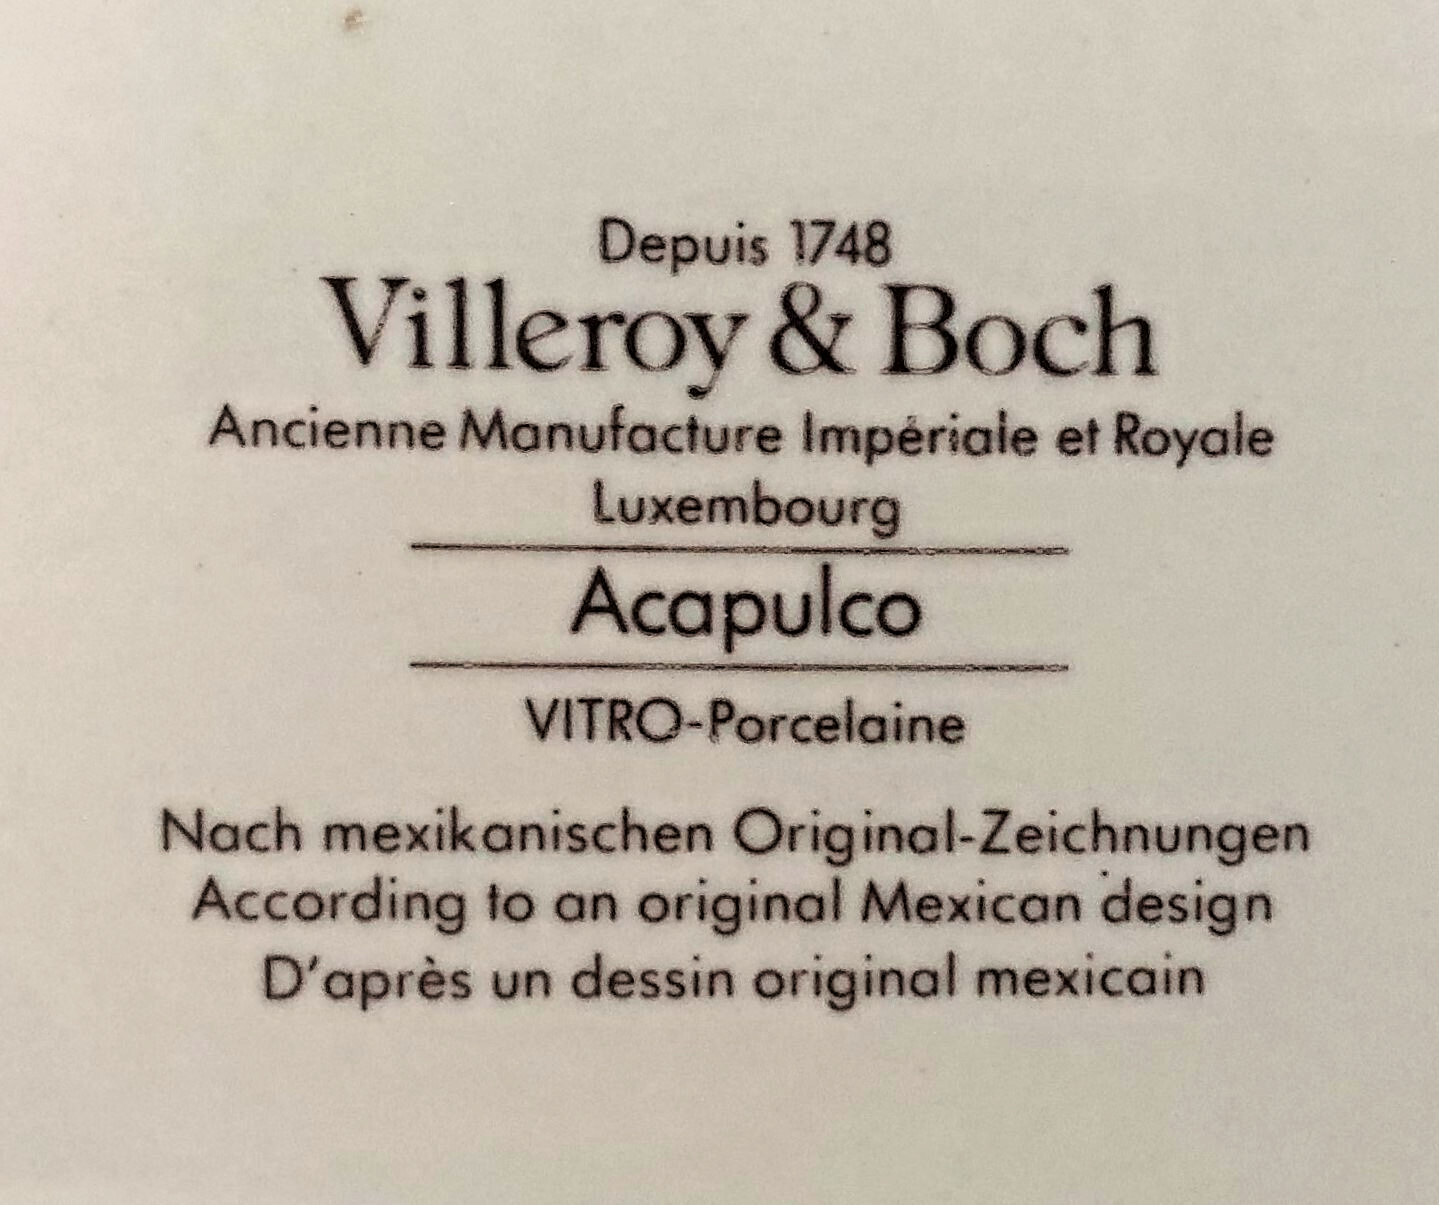 Depuis 1748
Villeroy & Boch
Ancienne Manufacture Impériale et Royale
Luxembourg
Acapulco
VITRO-Porcelaine
Nach mexikanischen Original-Zeichnungen
According to an original Mexican design
D'après un dessin original mexicain